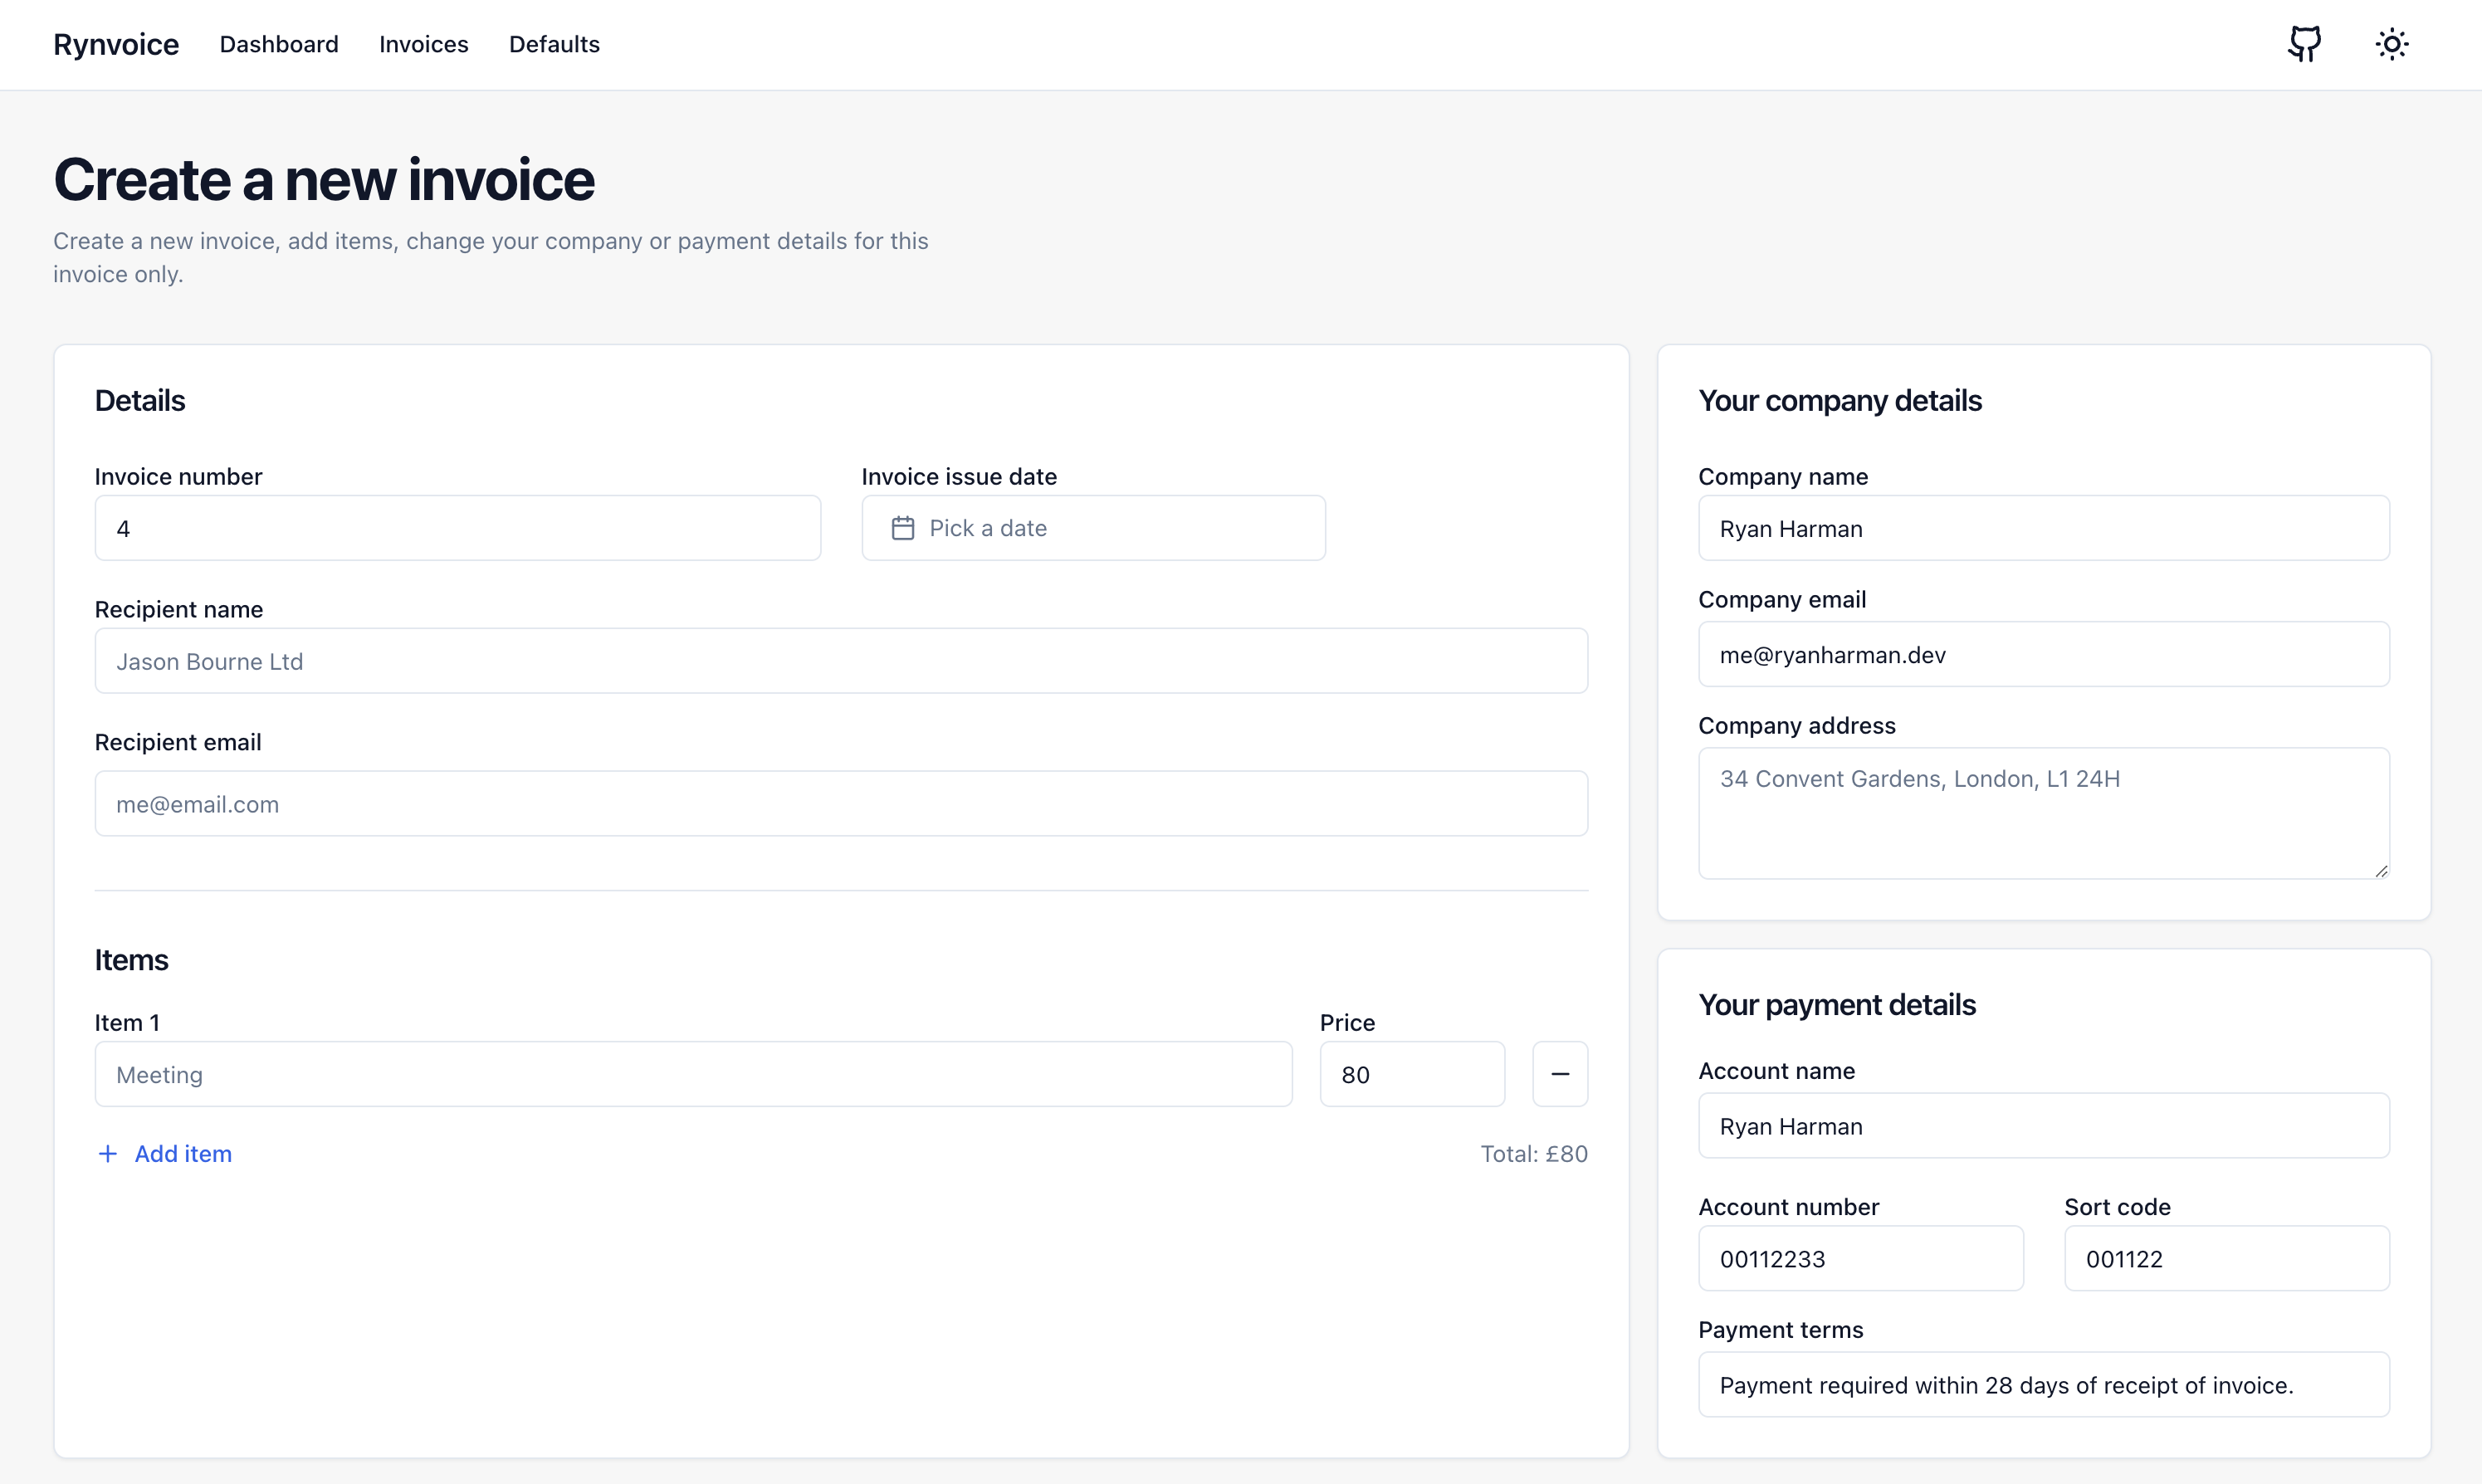 Rynvoice Dashboard Invoices Defaults
Create a new invoice
Create a new invoice, add items, change your company or payment details for this
invoice only.
Details
Invoice number
4
Invoice issue date
Pick a date
Recipient name
Jason Bourne Ltd
Recipient email
me@email.com
Items
Item 1
Meeting
Price
80
Add item
Total: £80
Your company details
Company name
Ryan Harman
Company email
me@ryanharman.dev
Company address
34 Convent Gardens, London, L1 24H
Your payment details
Account name
Ryan Harman
Account number
00112233
Sort code
001122
Payment terms
Payment required within 28 days of receipt of invoice.